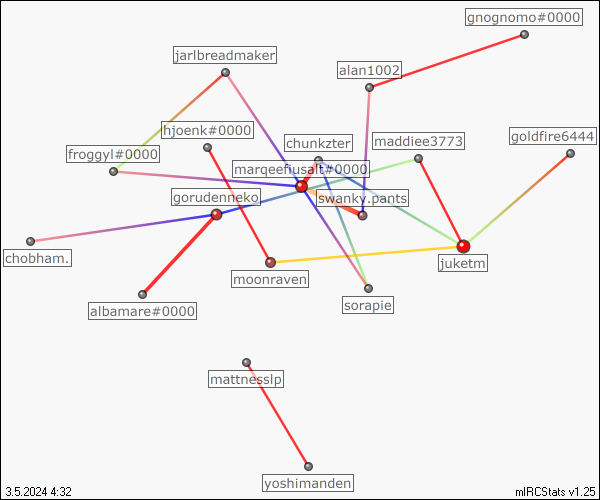 gnognomo#0000
jarlbreadmaker
alan1002
hjoenk#0000
chunkzter
maddiee3773
goldfire6444
froggyl#0000
marqeefiusalt#0000
gorudenneko
swanky.pants
chobham.
juketm
moonraven
sorapie
albamare#0000
mattnesslp
yoshimanden
3.5.2024 4:32
mIRCStats v1.25